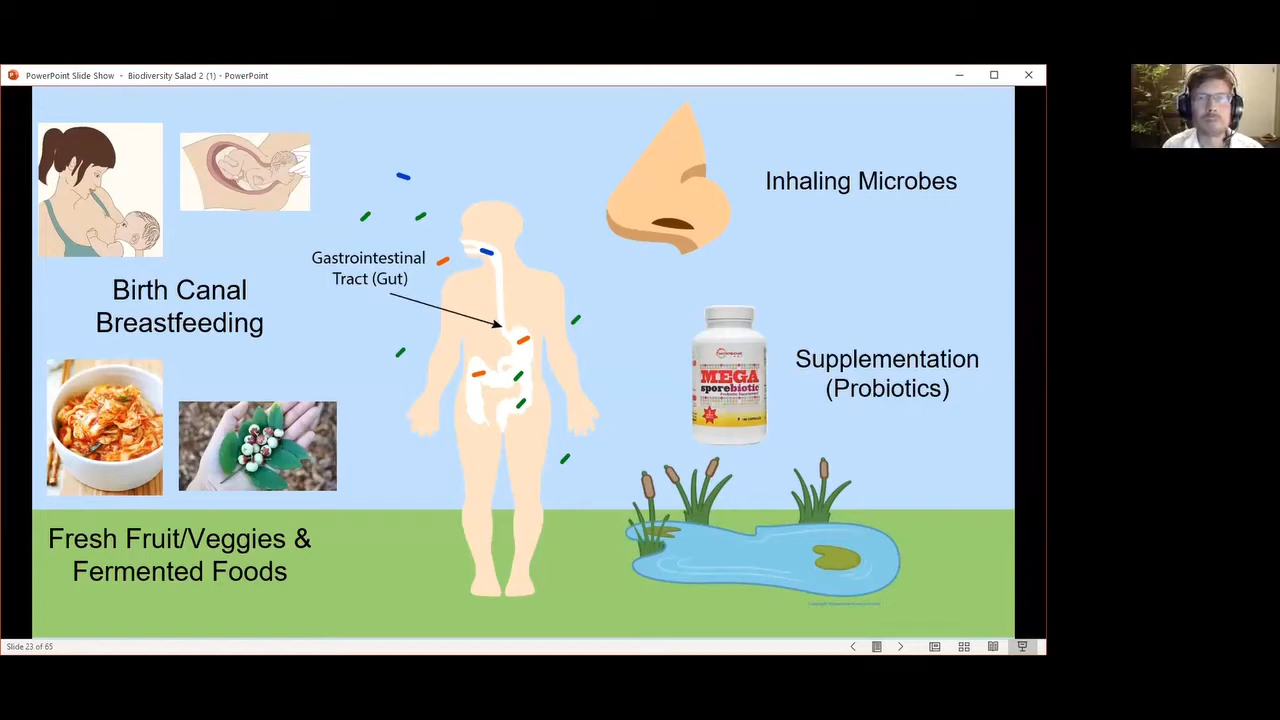 PowerPoint Slide Show - Biodiversity Salad 2 (1) - PowerPoint
Gastrointestinal
Tract (Gut)
Birth Canal
Breastfeeding
Inhaling Microbes
MEGA
sporebiotic
Supplementation
(Probiotics)
Fresh Fruit/Veggies &
Fermented Foods
Slide 23 of 65